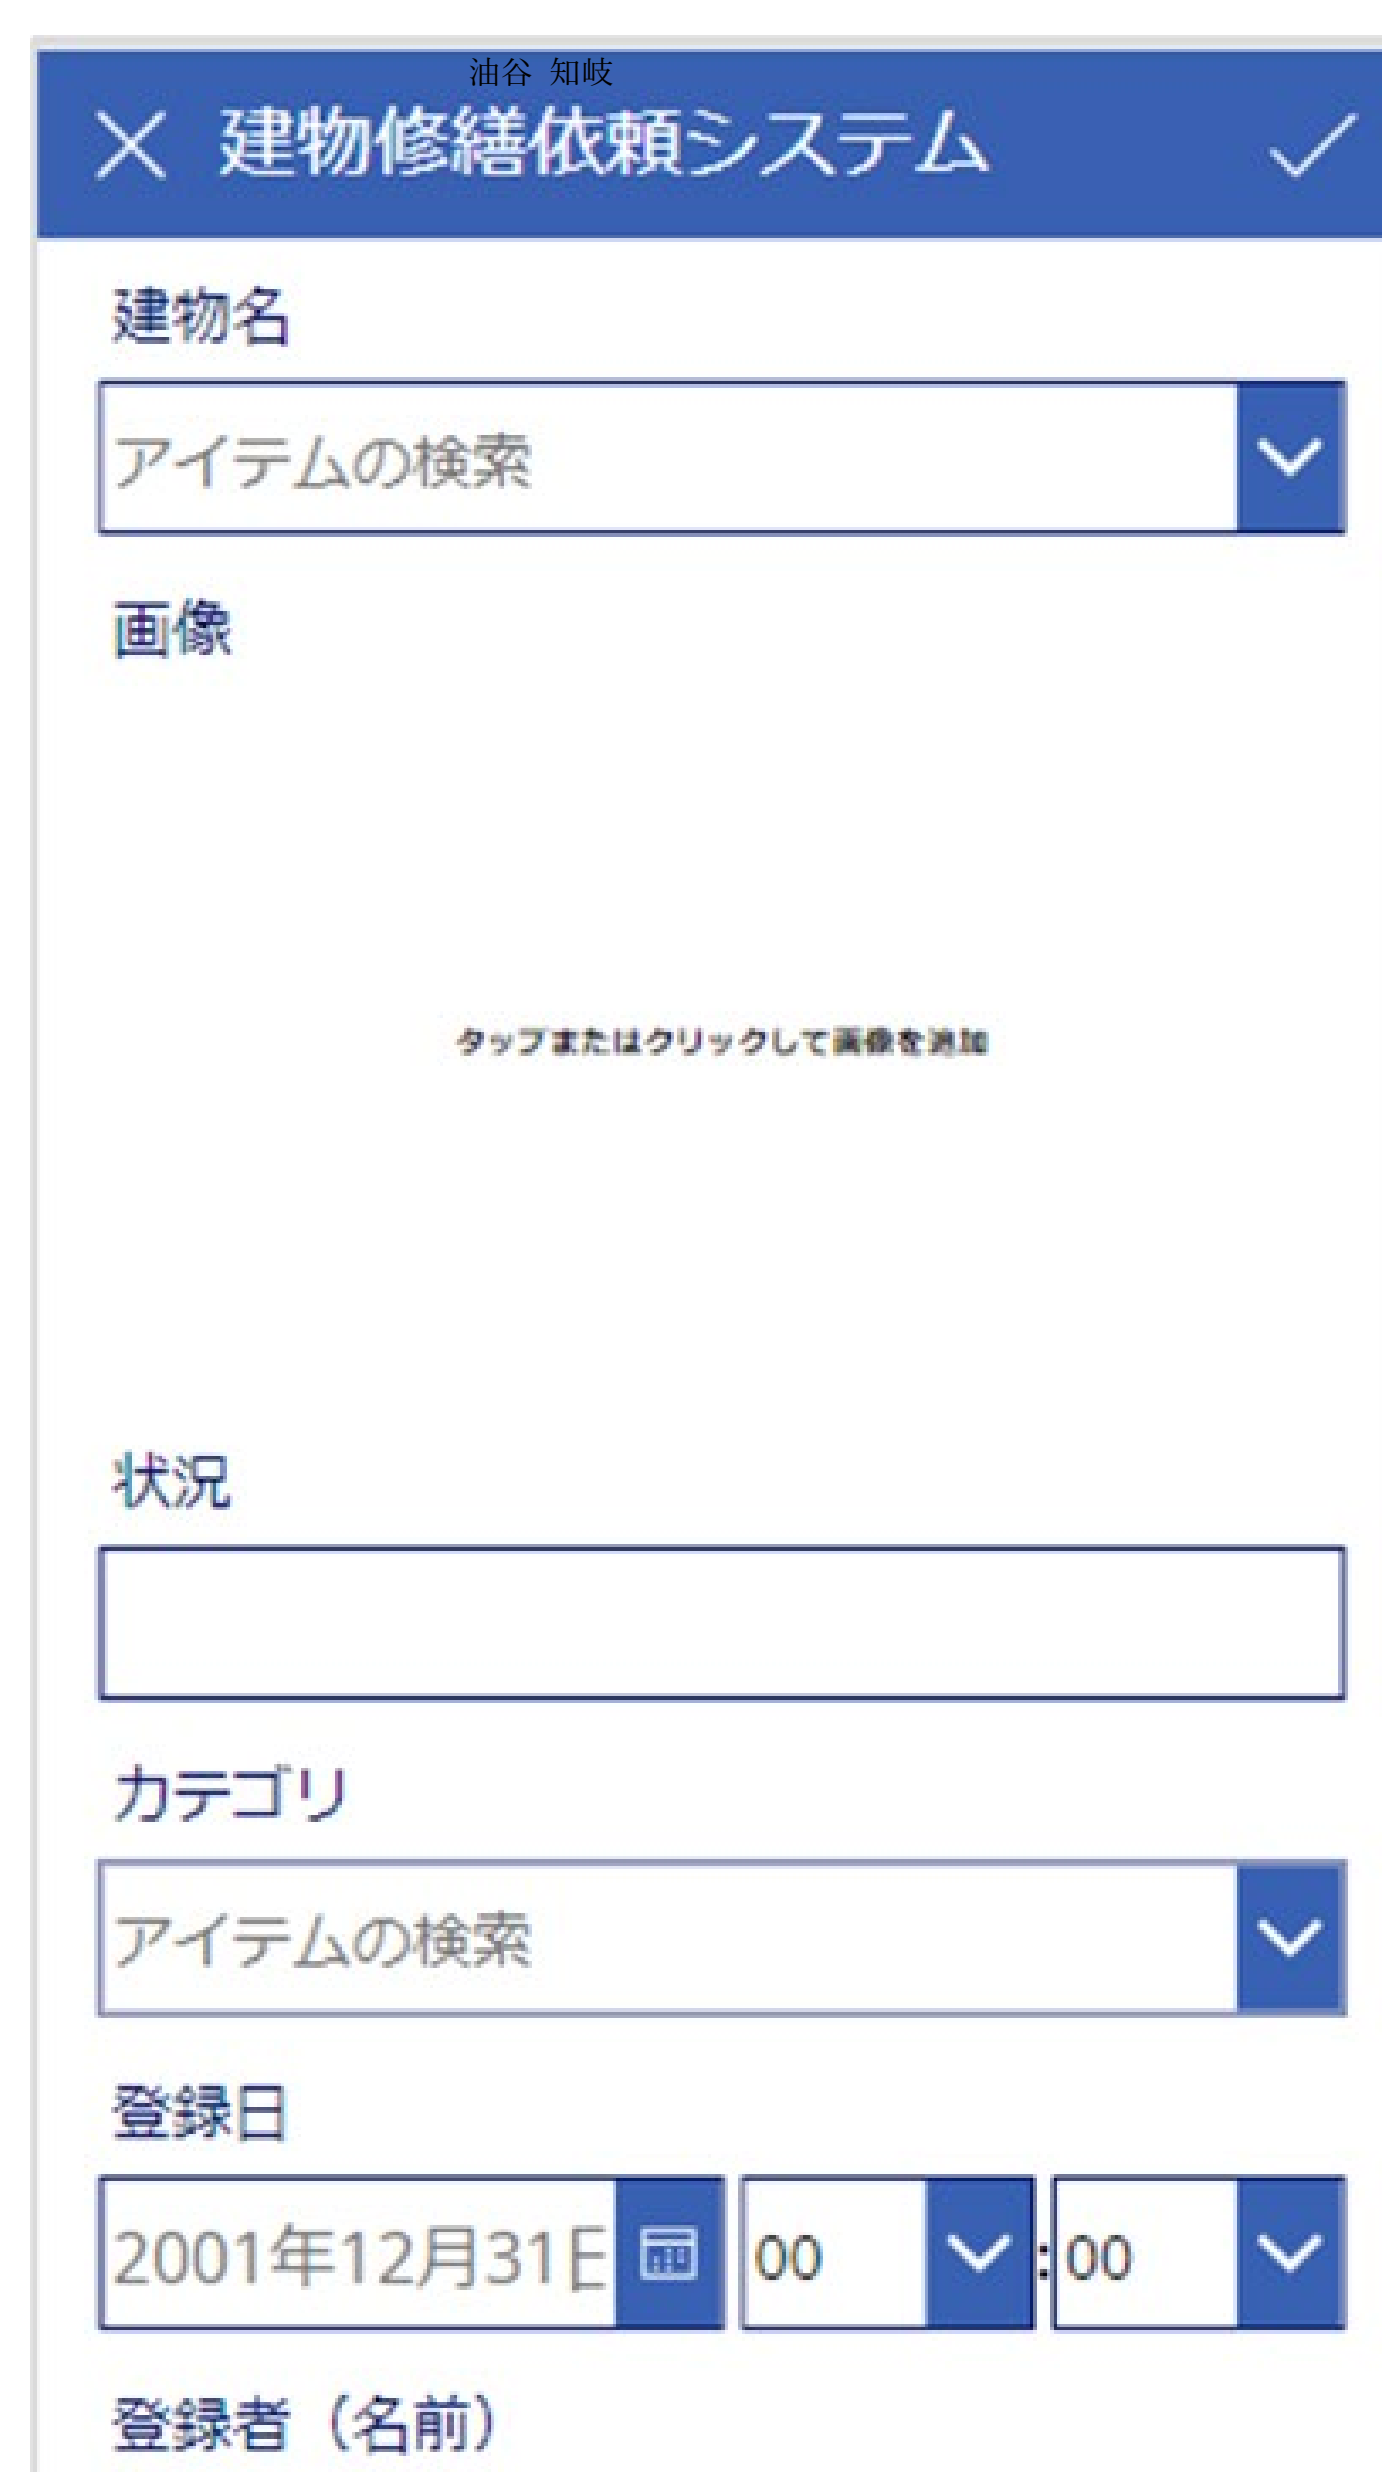 油谷 知岐
建物修繕依頼システム
建物名
アイテムの検索
画像
タップまたはクリックして画像を追加
状況
カテゴリ
アイテムの検索
登録日
2001年12月31日 00 : 00
登録者（名前）